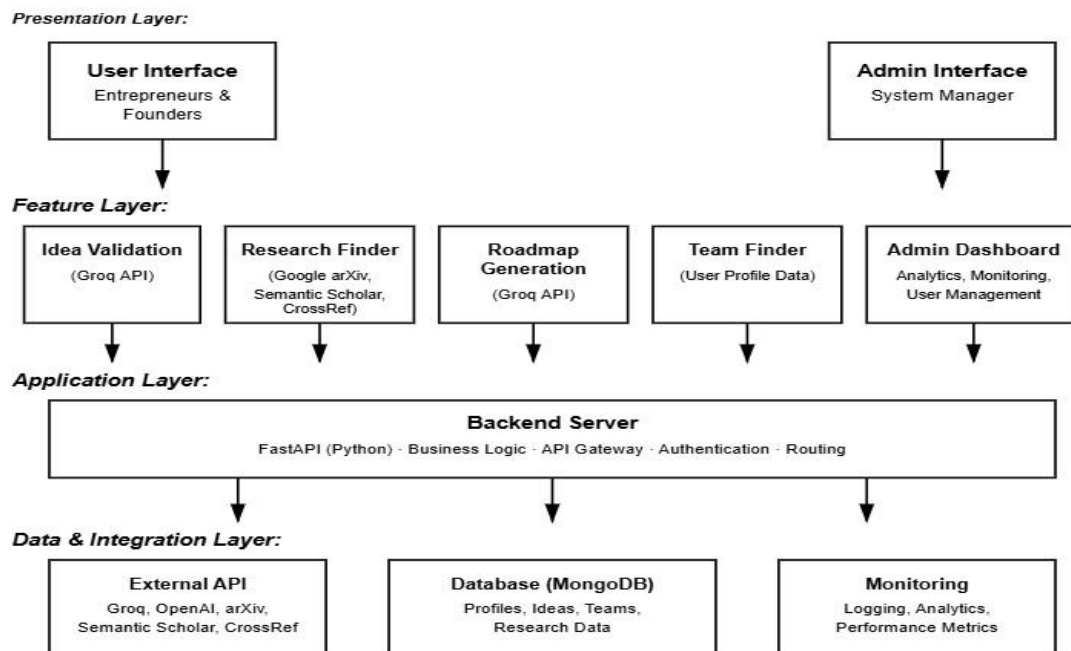 Presentation Layer:
User Interface
Entrepreneurs &
Founders
Admin Interface
System Manager
Feature Layer:
Idea Validation
(Groq API)
Research Finder
(Google arXiv,
Semantic Scholar,
CrossRef)
Roadmap
Generation
(Groq API)
Team Finder
(User Profile Data)
Admin Dashboard
Analytics, Monitoring,
User Management
Application Layer:
Backend Server
FastAPI (Python) · Business Logic · API Gateway · Authentication · Routing
Data & Integration Layer:
External API
Groq, OpenAI, arXiv,
Semantic Scholar, CrossRef
Database (MongoDB)
Profiles, Ideas, Teams,
Research Data
Monitoring
Logging, Analytics,
Performance Metrics